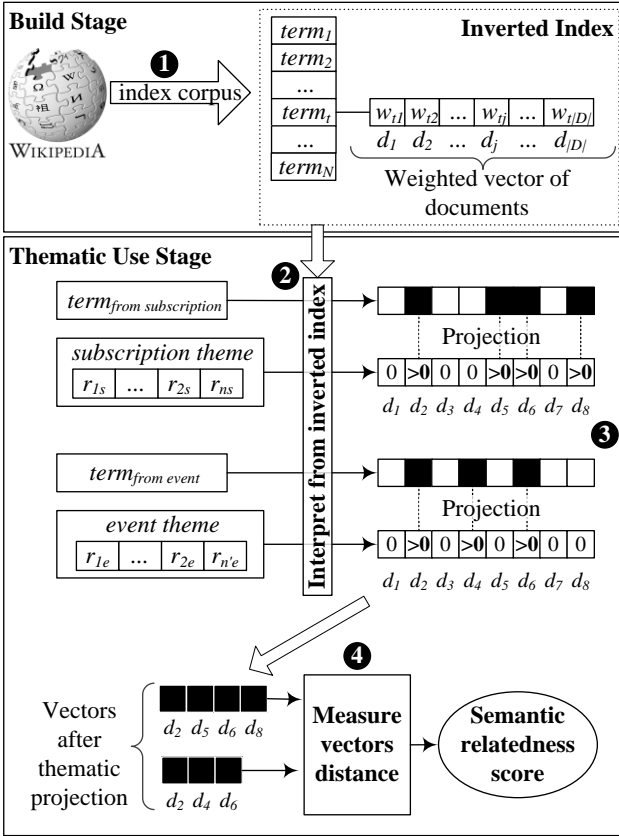 Build Stage
Inverted Index
1
index corpus
WIKIPEDIA
term1
term2
...
termt
...
termN
wt1 wt2 ... wtj ... wt|D|
d1 d2 ... dj ... d|D|
Weighted vector of
documents
Thematic Use Stage
2
Interpret from inverted index
termfrom subscription
Projection
subscription theme
r1s ... r2s rns
0 >0 0 0 >0 >0 0 >0
d1 d2 d3 d4 d5 d6 d7 d8
3
termfrom event
Projection
event theme
r1e ... r2e rn'e
0 >0 0 >0 0 >0 0 0
d1 d2 d3 d4 d5 d6 d7 d8
4
Vectors
after
thematic
projection
d2 d5 d6 d8
d2 d4 d6
Measure
vectors
distance
Semantic
relatedness
score